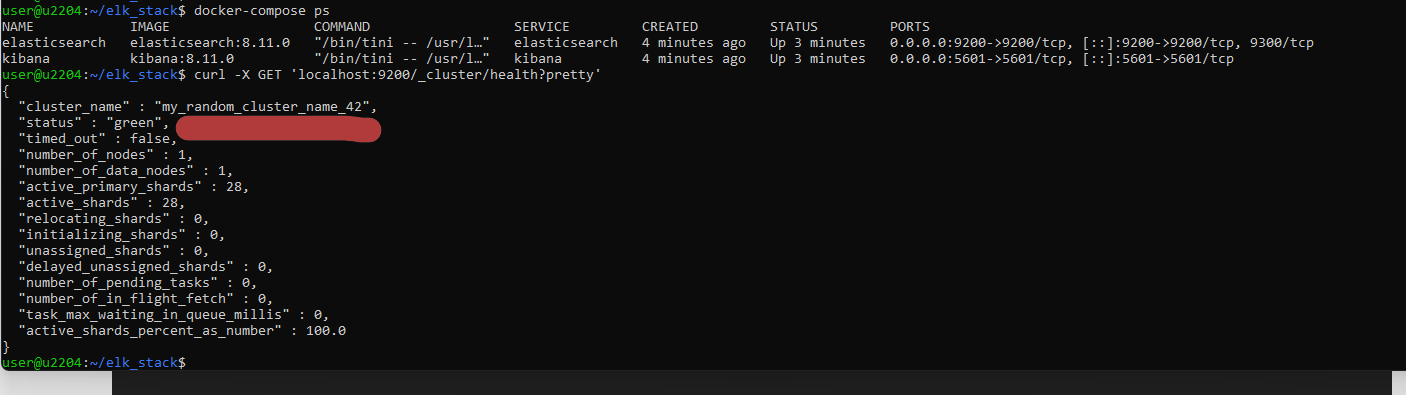 user@u2204:~/elk_stack$ docker-compose ps
NAME IMAGE COMMAND SERVICE CREATED STATUS PORTS
elasticsearch elasticsearch:8.11.0 "/bin/tini -- /usr/l…" elasticsearch 4 minutes ago Up 3 minutes 0.0.0.0:9200->9200/tcp, [::]:9200->9200/tcp, 9300/tcp
kibana kibana:8.11.0 "/bin/tini -- /usr/l…" kibana 4 minutes ago Up 3 minutes 0.0.0.0:5601->5601/tcp, [::]:5601->5601/tcp
user@u2204:~/elk_stack$ curl -X GET 'localhost:9200/_cluster/health?pretty'
{
"cluster_name" : "my_random_cluster_name_42",
"status" : "green",
"timed_out" : false,
"number_of_nodes" : 1,
"number_of_data_nodes" : 1,
"active_primary_shards" : 28,
"active_shards" : 28,
"relocating_shards" : 0,
"initializing_shards" : 0,
"unassigned_shards" : 0,
"delayed_unassigned_shards" : 0,
"number_of_pending_tasks" : 0,
"number_of_in_flight_fetch" : 0,
"task_max_waiting_in_queue_millis" : 0,
"active_shards_percent_as_number" : 100.0
}
user@u2204:~/elk_stack$